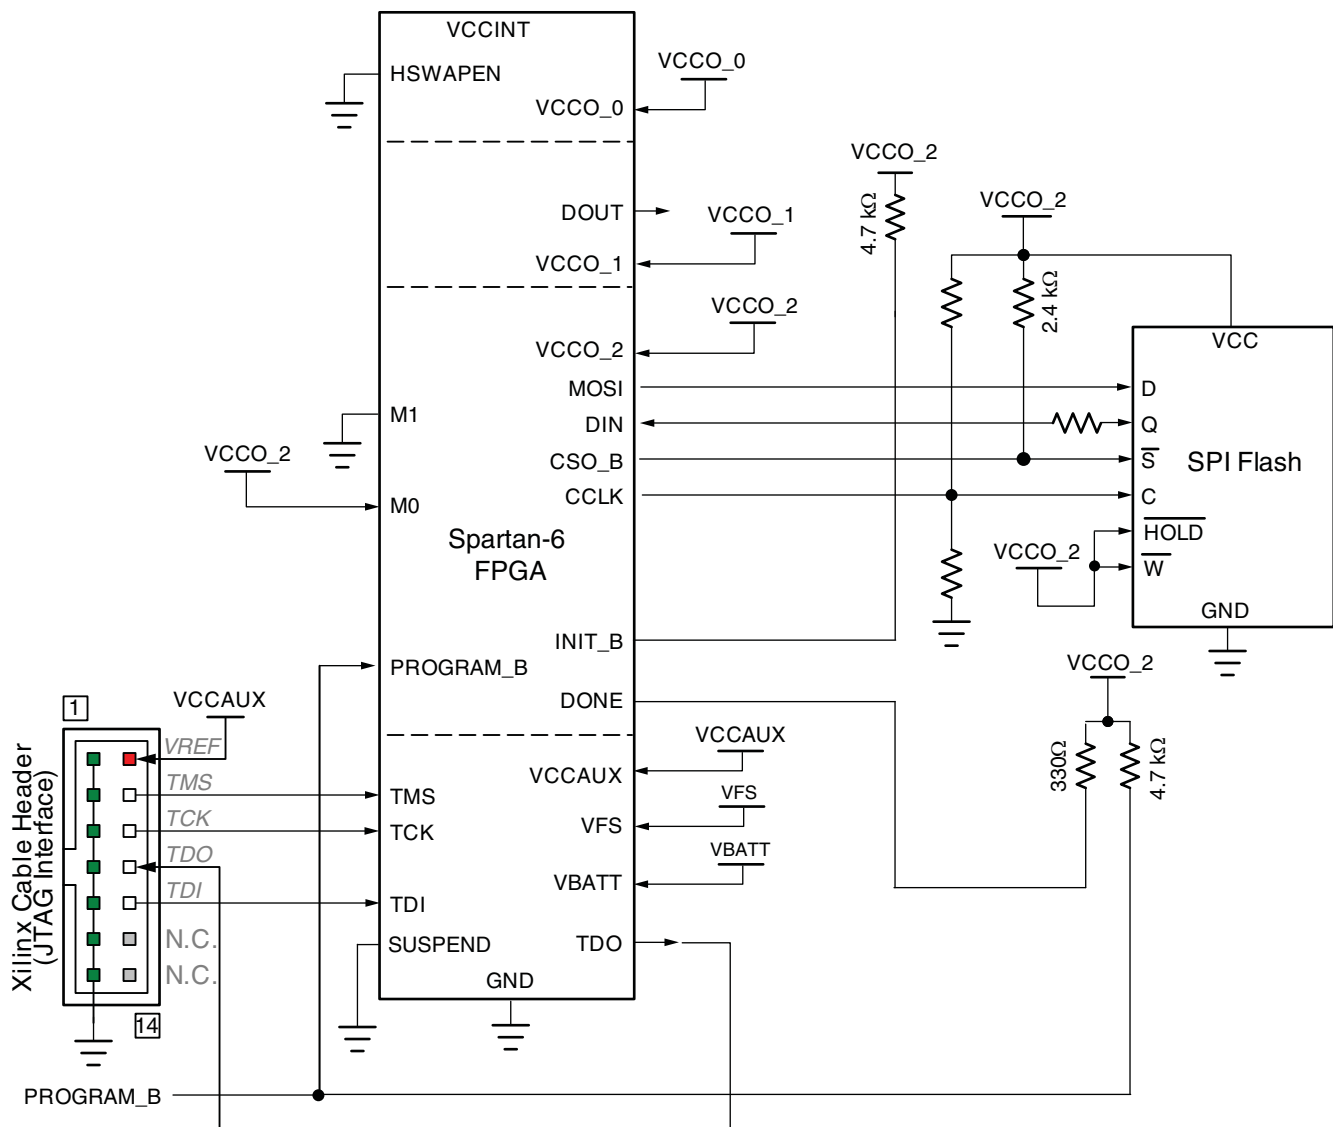 VCCINT
HSWAPEN
VCCO_0
VCCO_0
VCCO_2
4.7 kΩ
DOUT
VCCO_1
VCCO_1
VCCO_2
2.4 kΩ
VCCO_2
VCCO_2
VCC
MOSI
D
M1
DIN
Q
VCCO_2
CSO_B
S
SPI Flash
CCLK
C
M0
Spartan-6
FPGA
HOLD
VCCO_2
W
GND
INIT_B
PROGRAM_B
VCCO_2
DONE
330Ω
4.7 kΩ
1
VCCAUX
VCCAUX
VREF
VCCAUX
TMS
TMS
VFS
VFS
TCK
TCK
VBATT
VBATT
TDO
TDI
TDI
N.C.
SUSPEND
TDO
N.C.
GND
Xilinx Cable Header
(JTAG Interface)
14
PROGRAM_B